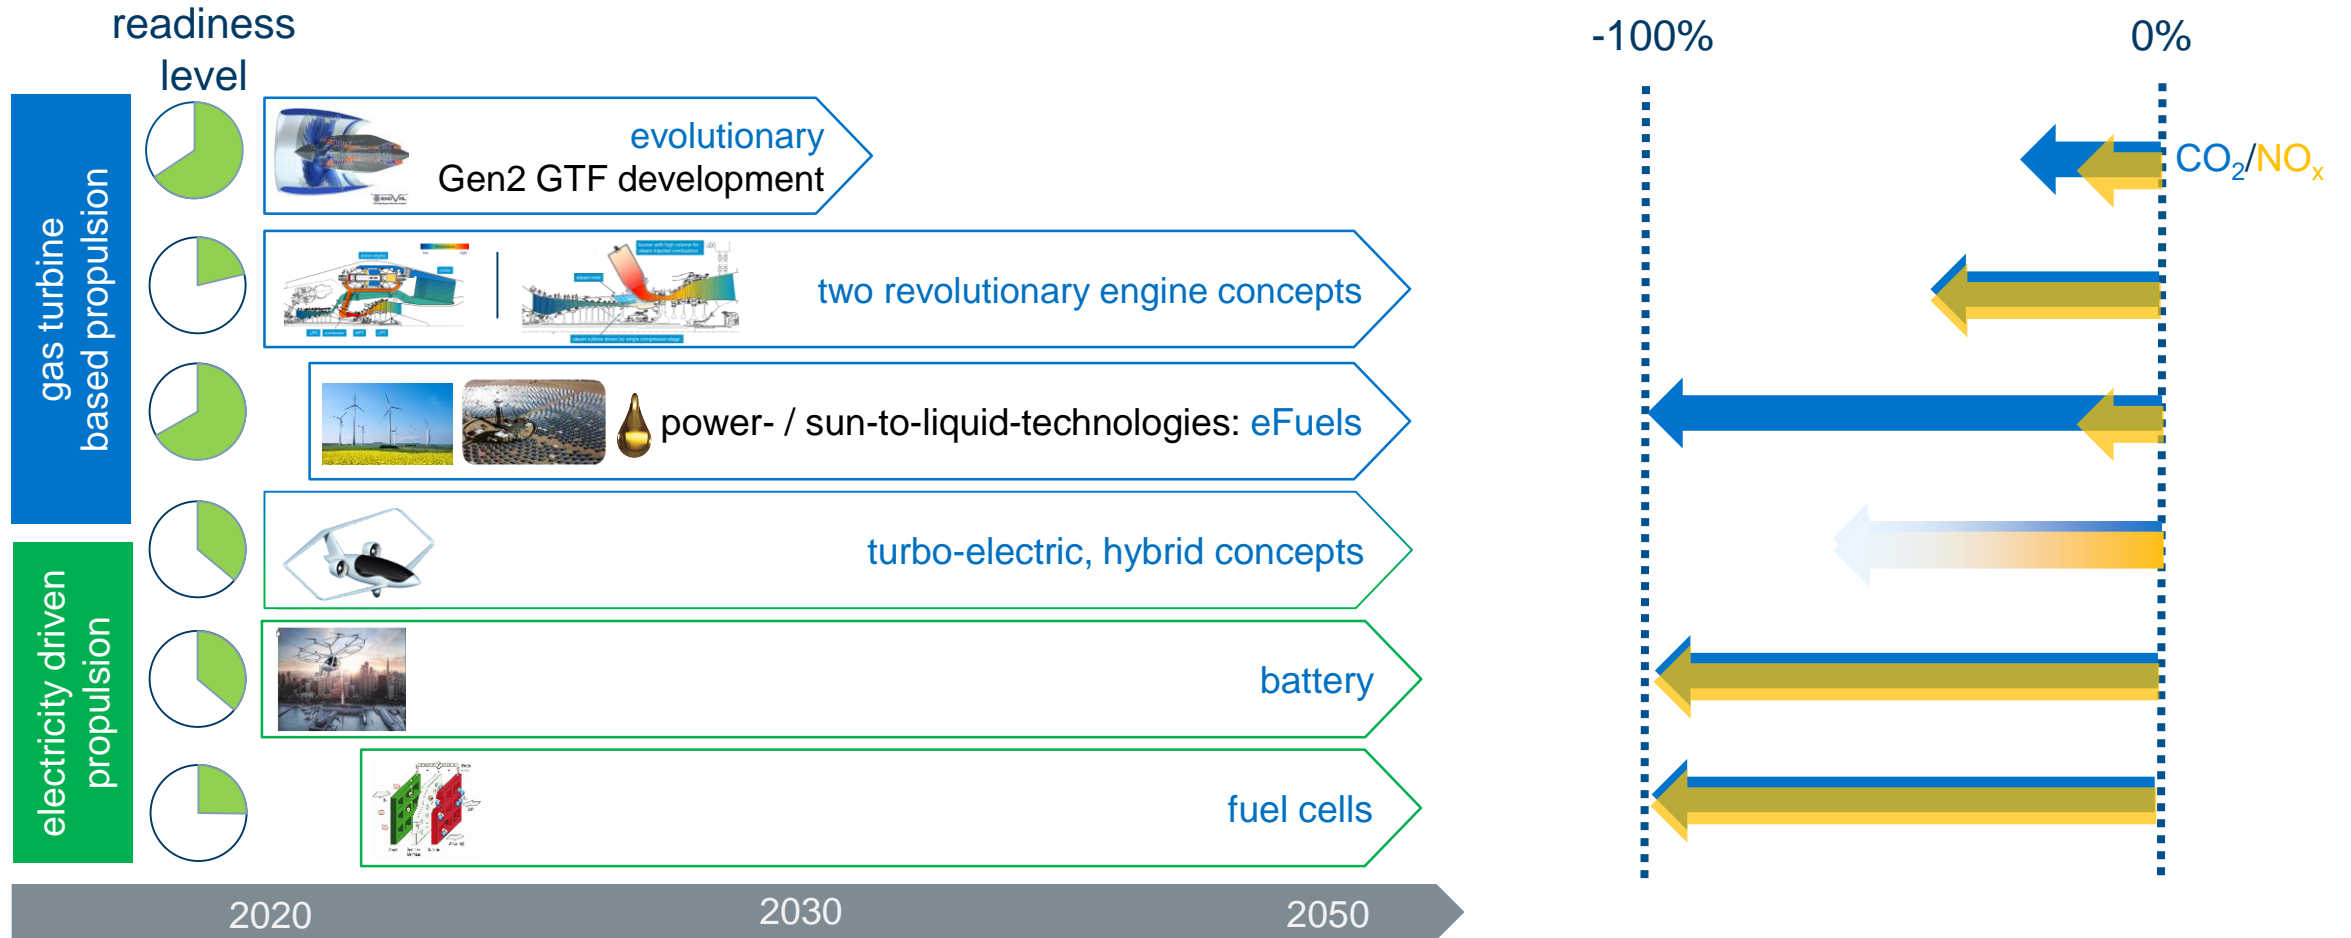 readiness
level
-100%
0%
gas turbine
based propulsion
evolutionary
Gen2 GTF development
CO₂/NOₓ
two revolutionary engine concepts
power- / sun-to-liquid-technologies: eFuels
turbo-electric, hybrid concepts
electricity driven
propulsion
battery
fuel cells
2020
2030
2050